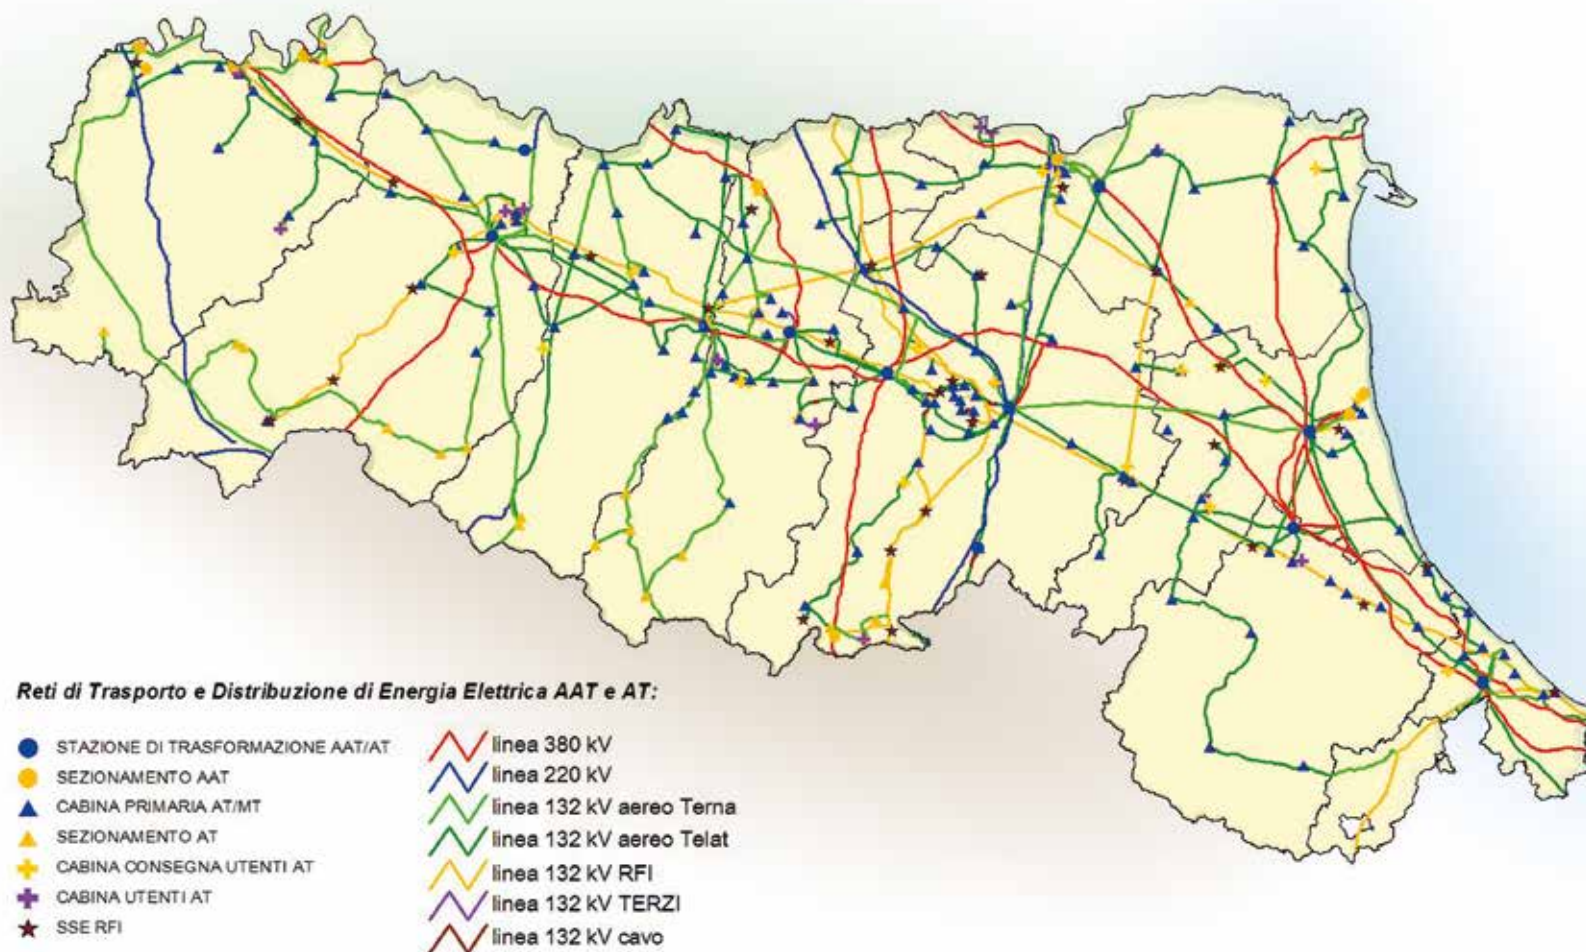 Reti di Trasporto e Distribuzione di Energia Elettrica AAT e AT:
STAZIONE DI TRASFORMAZIONE AAT/AT
SEZIONAMENTO AAT
CABINA PRIMARIA AT/MT
SEZIONAMENTO AT
CABINA CONSEGNA UTENTI AT
CABINA UTENTI AT
SSE RFI
linea 380 kV
linea 220 kV
linea 132 kV aereo Terna
linea 132 kV aereo Telat
linea 132 kV RFI
linea 132 kV TERZI
linea 132 kV cavo